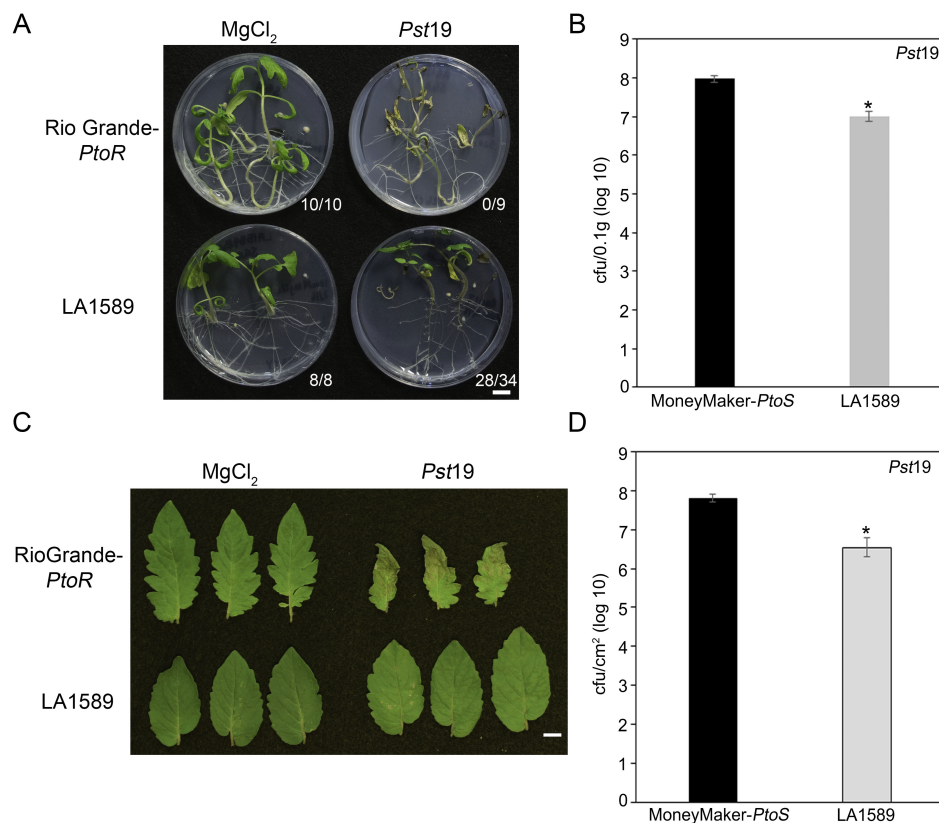 A
MgCl₂
Pst19
Rio Grande-
PtoR
10/10
0/9
LA1589
8/8
28/34
B
9
8
7
6
5
4
3
2
1
0
cfu/0.1g (log 10)
Pst19
*
MoneyMaker-PtoS
LA1589
C
MgCl₂
Pst19
RioGrande-
PtoR
LA1589
D
9
8
7
6
5
4
3
2
1
0
cfu/cm² (log 10)
Pst19
*
MoneyMaker-PtoS
LA1589